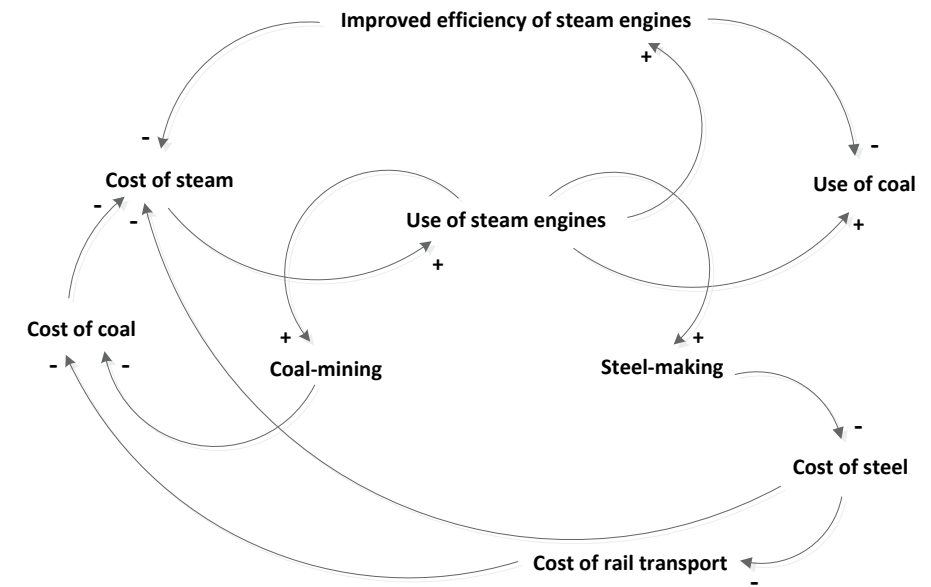 Improved efficiency of steam engines
+
-
-
Cost of steam
Use of coal
-
-
Use of steam engines
+
+
Cost of coal
+
+
-
-
Coal-mining
Steel-making
-
Cost of steel
Cost of rail transport
-